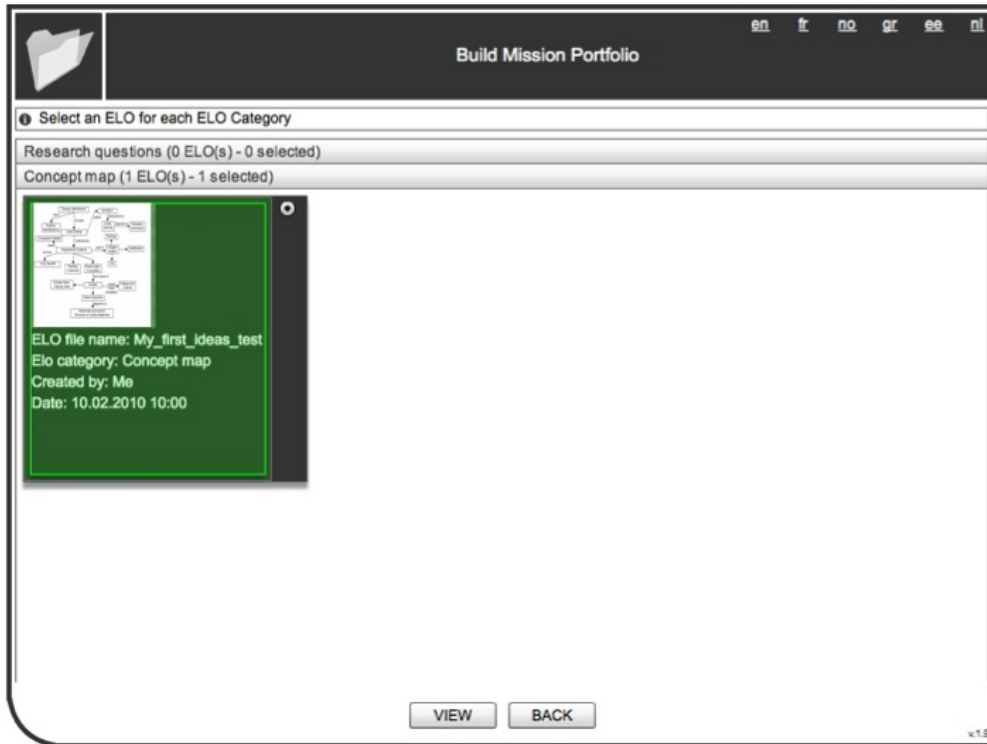 en fr no gr ee nl
Build Mission Portfolio
Select an ELO for each ELO Category
Research questions (0 ELO(s) - 0 selected)
Concept map (1 ELO(s) - 1 selected)
ELO file name: My_first_ideas_test
Elo category: Concept map
Created by: Me
Date: 10.02.2010 10:00
VIEW BACK